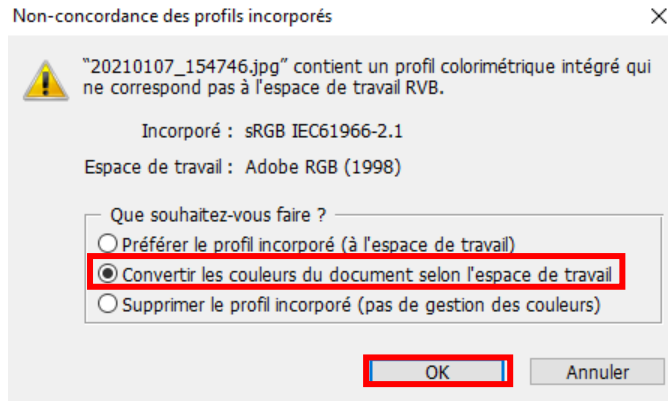 Non-concordance des profils incorporés
“20210107_154746.jpg” contient un profil colorimétrique intégré qui
ne correspond pas à l'espace de travail RVB.
Incorporé : sRGB IEC61966-2.1
Espace de travail : Adobe RGB (1998)
Que souhaitez-vous faire ?
Préférer le profil incorporé (à l'espace de travail)
Convertir les couleurs du document selon l'espace de travail
Supprimer le profil incorporé (pas de gestion des couleurs)
OK Annuler